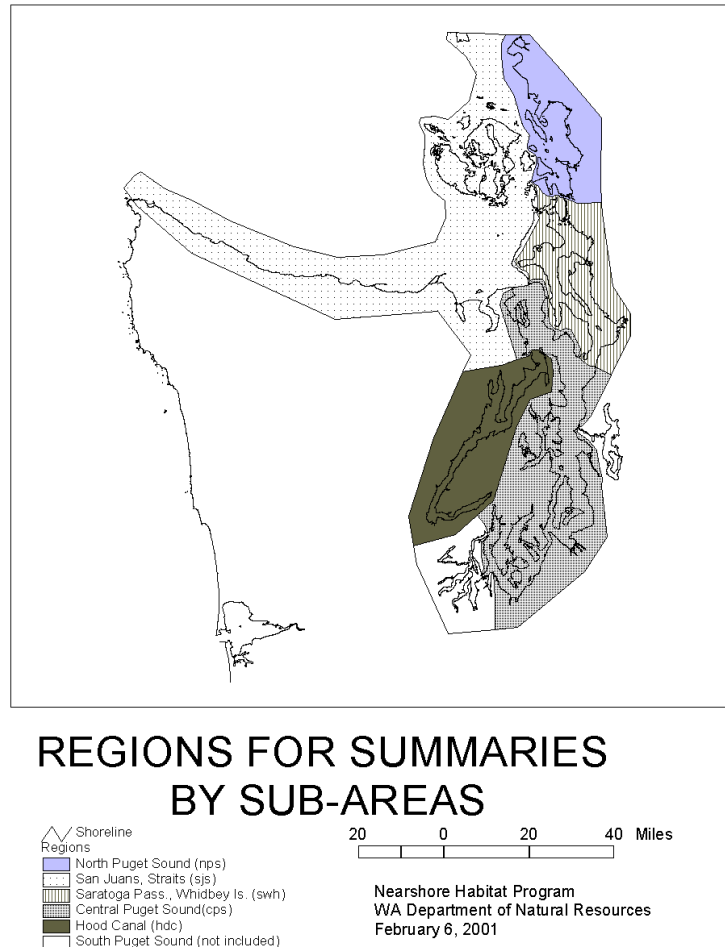 REGIONS FOR SUMMARIES
BY SUB-AREAS
Shoreline
Regions
North Puget Sound (nps)
San Juans, Straits (sjs)
Saratoga Pass., Whidbey Is. (swh)
Central Puget Sound(cps)
Hood Canal (hdc)
South Puget Sound (not included)
20 0 20 40 Miles
Nearshore Habitat Program
WA Department of Natural Resources
February 6, 2001